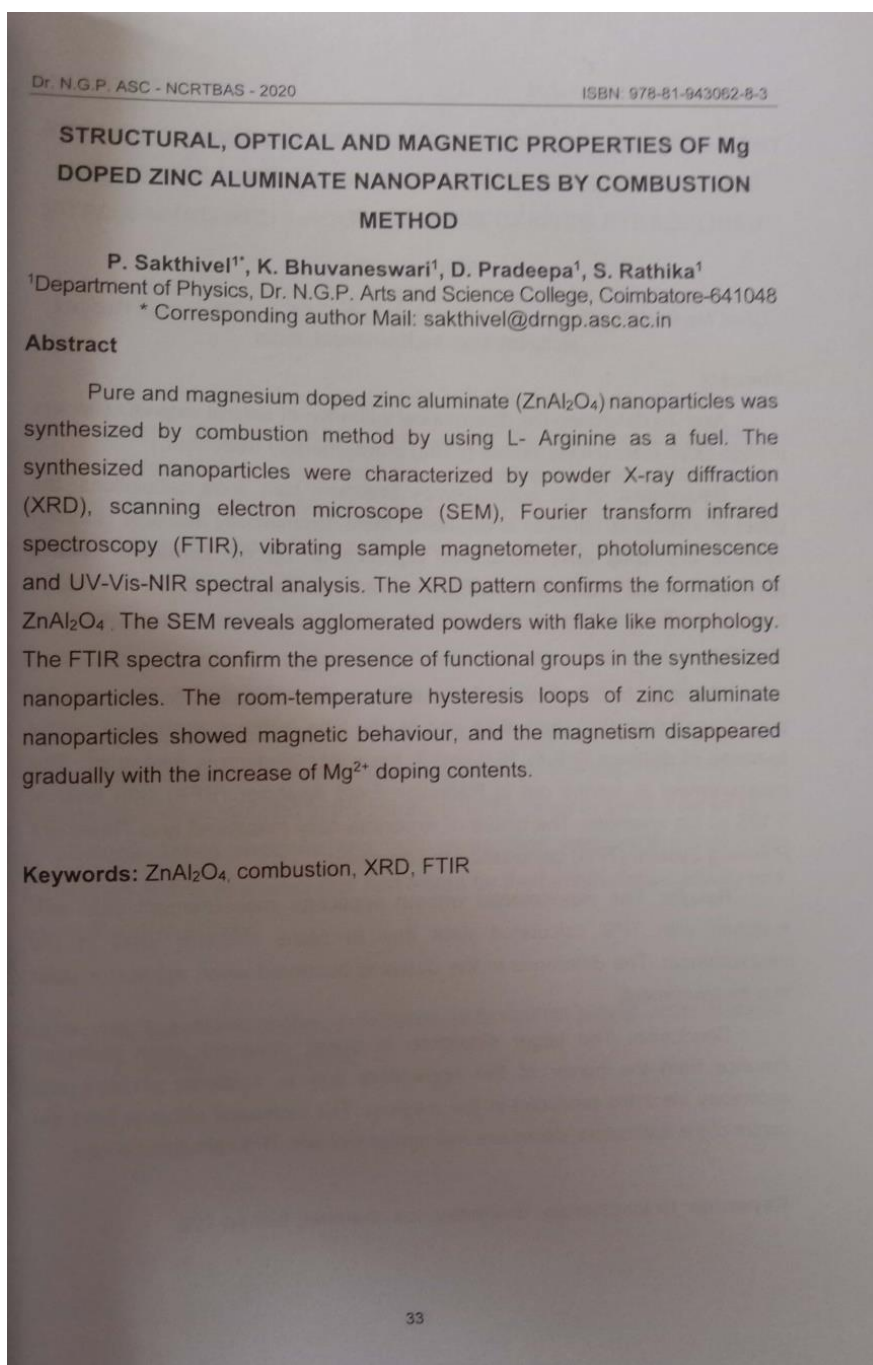 Dr. N.G.P. ASC - NCRTBAS - 2020
ISBN: 978-81-943062-8-3
STRUCTURAL, OPTICAL AND MAGNETIC PROPERTIES OF Mg
DOPED ZINC ALUMINATE NANOPARTICLES BY COMBUSTION
METHOD
P. Sakthivel¹*, K. Bhuvaneswari¹, D. Pradeepa¹, S. Rathika¹
¹Department of Physics, Dr. N.G.P. Arts and Science College, Coimbatore-641048
* Corresponding author Mail: sakthivel@drngp.asc.ac.in
Abstract
Pure and magnesium doped zinc aluminate (ZnAl₂O₄) nanoparticles was
synthesized by combustion method by using L- Arginine as a fuel. The
synthesized nanoparticles were characterized by powder X-ray diffraction
(XRD), scanning electron microscope (SEM), Fourier transform infrared
spectroscopy (FTIR), vibrating sample magnetometer, photoluminescence
and UV-Vis-NIR spectral analysis. The XRD pattern confirms the formation of
ZnAl₂O₄ . The SEM reveals agglomerated powders with flake like morphology.
The FTIR spectra confirm the presence of functional groups in the synthesized
nanoparticles. The room-temperature hysteresis loops of zinc aluminate
nanoparticles showed magnetic behaviour, and the magnetism disappeared
gradually with the increase of Mg²⁺ doping contents.
Keywords: ZnAl₂O₄, combustion, XRD, FTIR
33